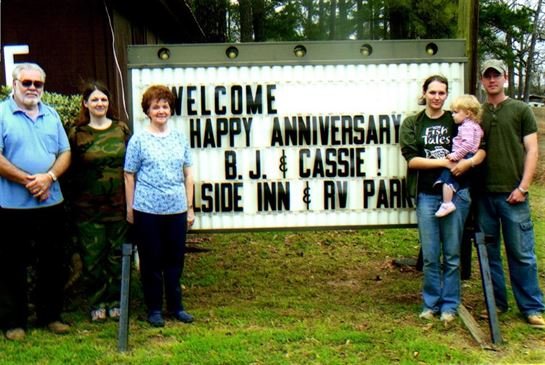 E
WELCOME
HAPPY ANNIVERSARY
B. J. & CASSIE !
LSIDE INN & RV PARK
Fish
Tales